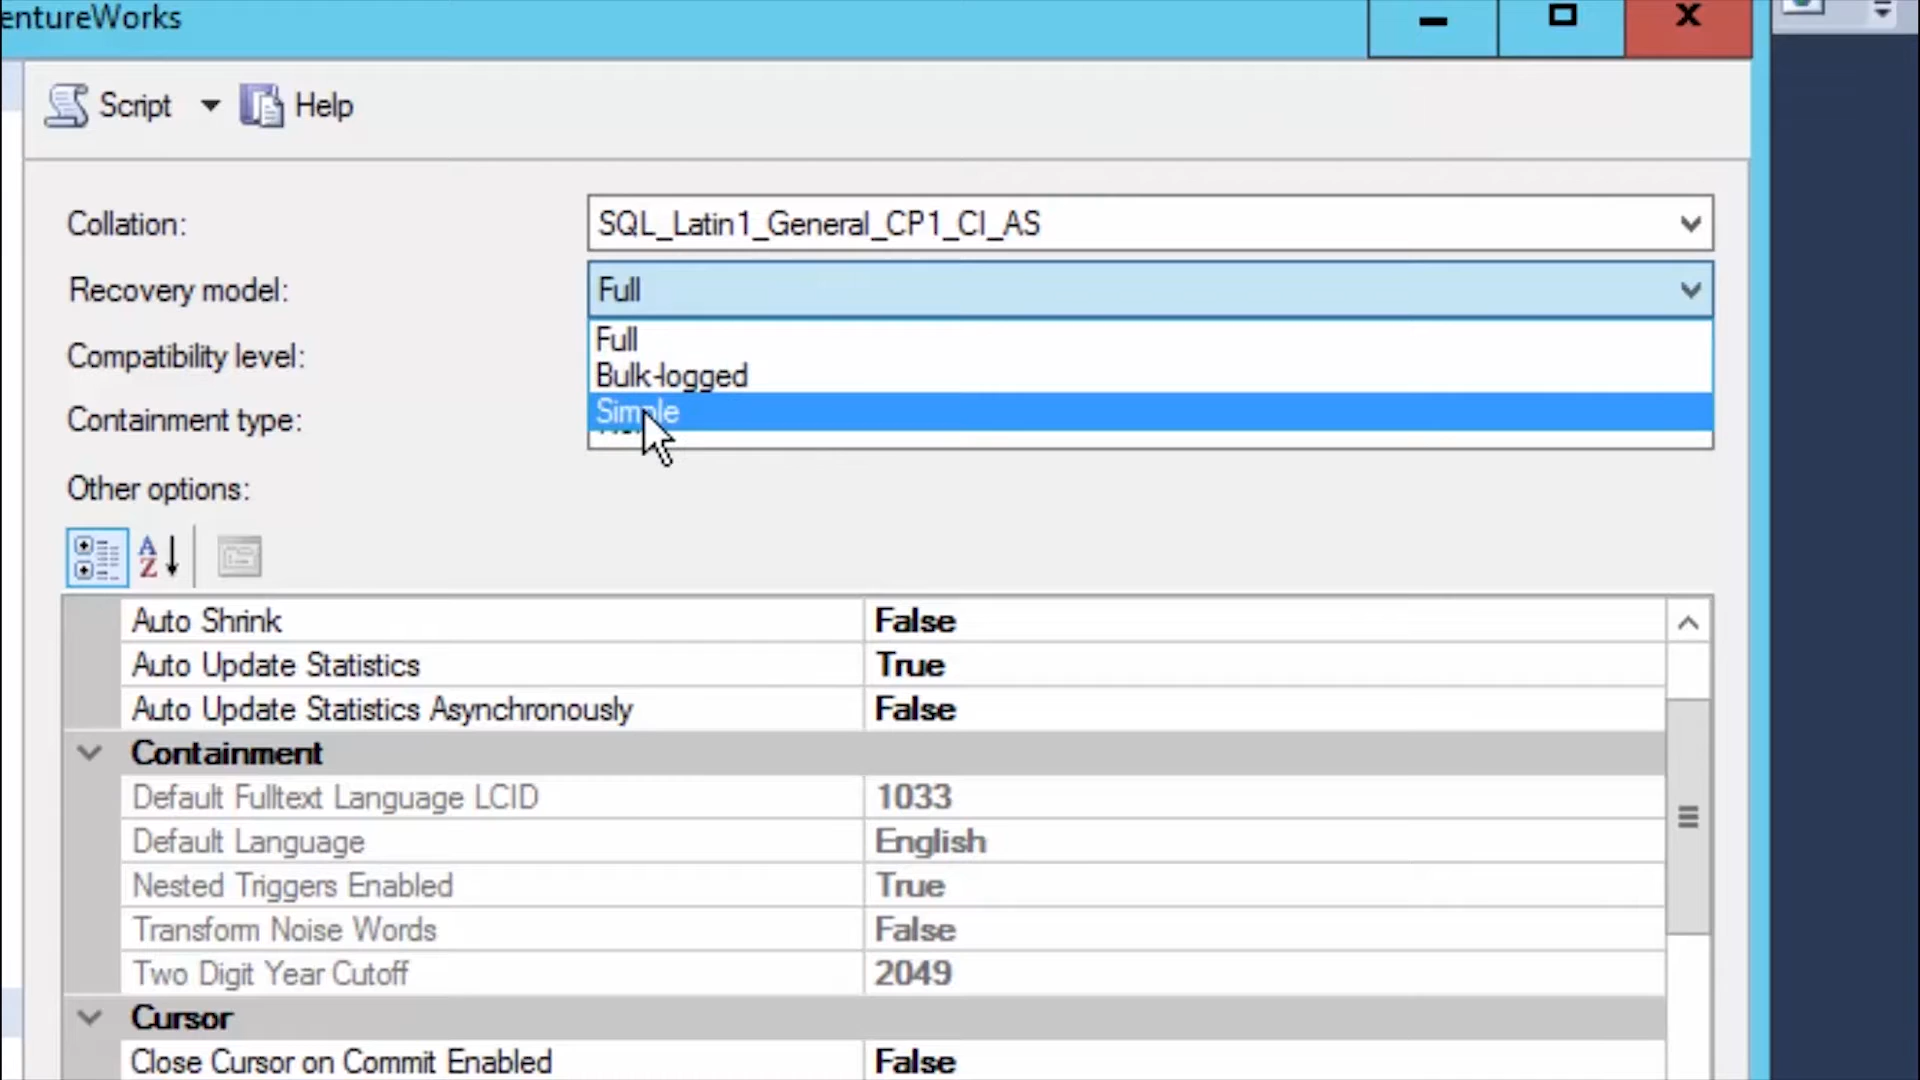 entureWorks
Script Help
Collation: SQL_Latin1_General_CP1_CI_AS
Recovery model: Full
Full
Compatibility level:
Bulk-logged
Simple
Containment type:
Other options:
Auto Shrink False
Auto Update Statistics True
Auto Update Statistics Asynchronously False
Containment
Default Fulltext Language LCID 1033
Default Language English
Nested Triggers Enabled True
Transform Noise Words False
Two Digit Year Cutoff 2049
Cursor
Close Cursor on Commit Enabled False